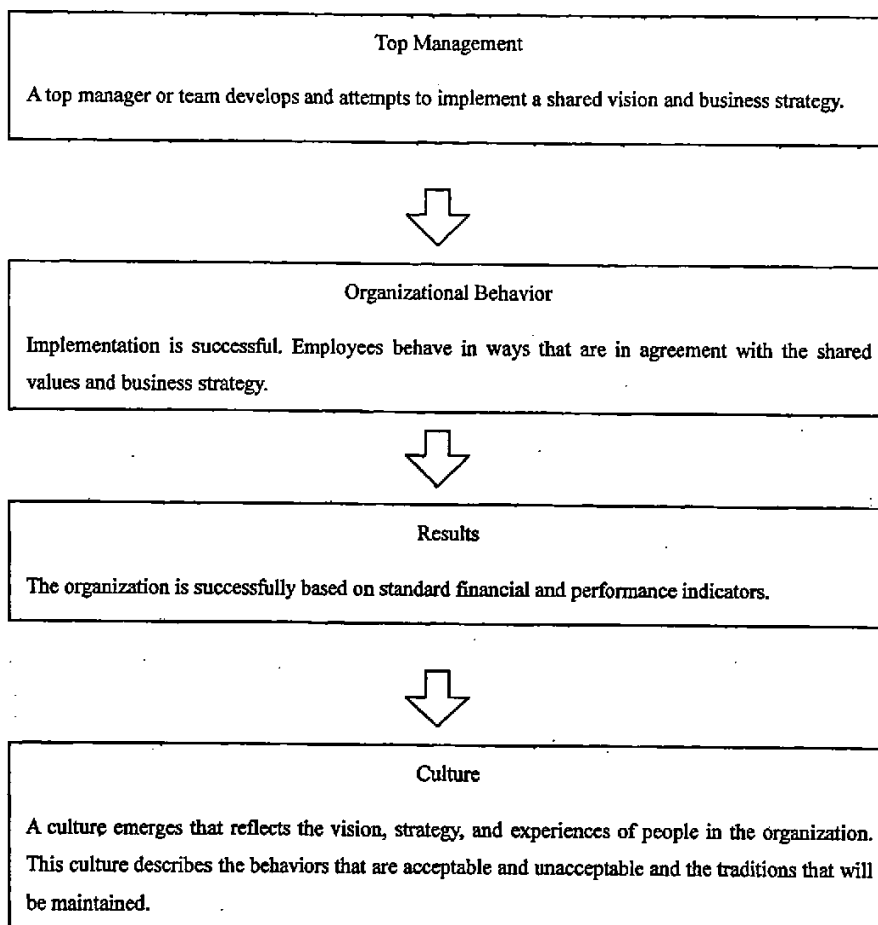 Top Management
A top manager or team develops and attempts to implement a shared vision and business strategy.
Organizational Behavior
Implementation is successful. Employees behave in ways that are in agreement with the shared
values and business strategy.
Results
The organization is successfully based on standard financial and performance indicators.
Culture
A culture emerges that reflects the vision, strategy, and experiences of people in the organization.
This culture describes the behaviors that are acceptable and unacceptable and the traditions that will
be maintained.